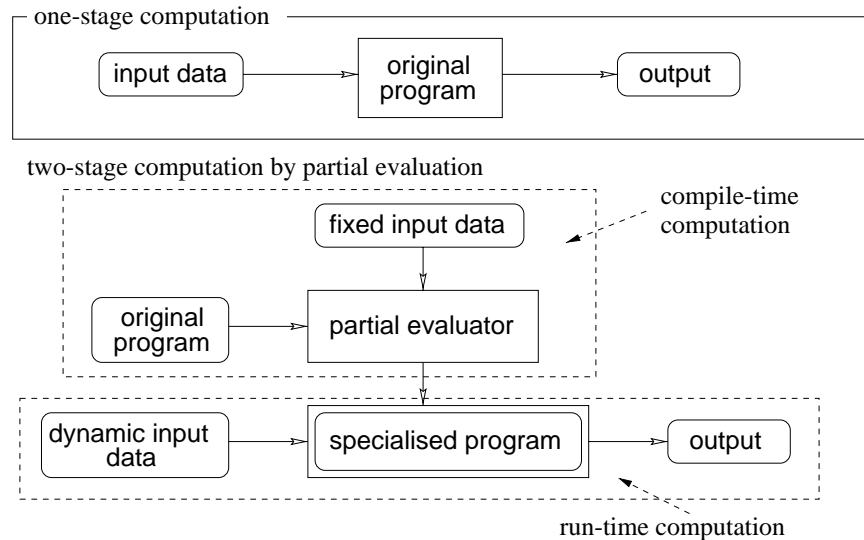 one-stage computation
input data
original
program
output
two-stage computation by partial evaluation
compile-time
computation
fixed input data
original
program
partial evaluator
dynamic input
data
specialised program
output
run-time computation